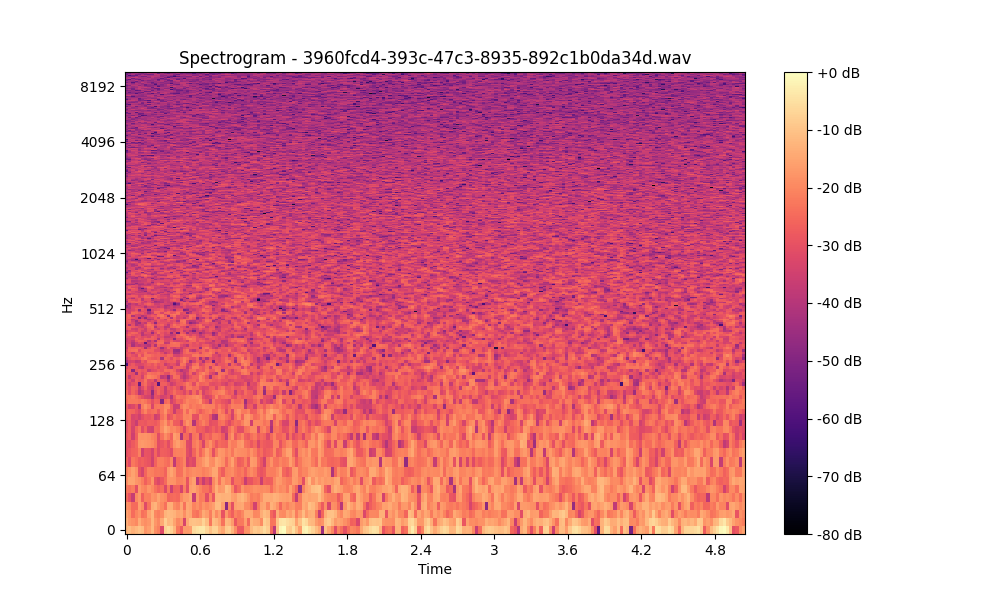 Spectrogram - 3960fcd4-393c-47c3-8935-892c1b0da34d.wav
8192
4096
2048
1024
512
256
128
64
0
Hz
0 0.6 1.2 1.8 2.4 3 3.6 4.2 4.8
Time
+0 dB
-10 dB
-20 dB
-30 dB
-40 dB
-50 dB
-60 dB
-70 dB
-80 dB